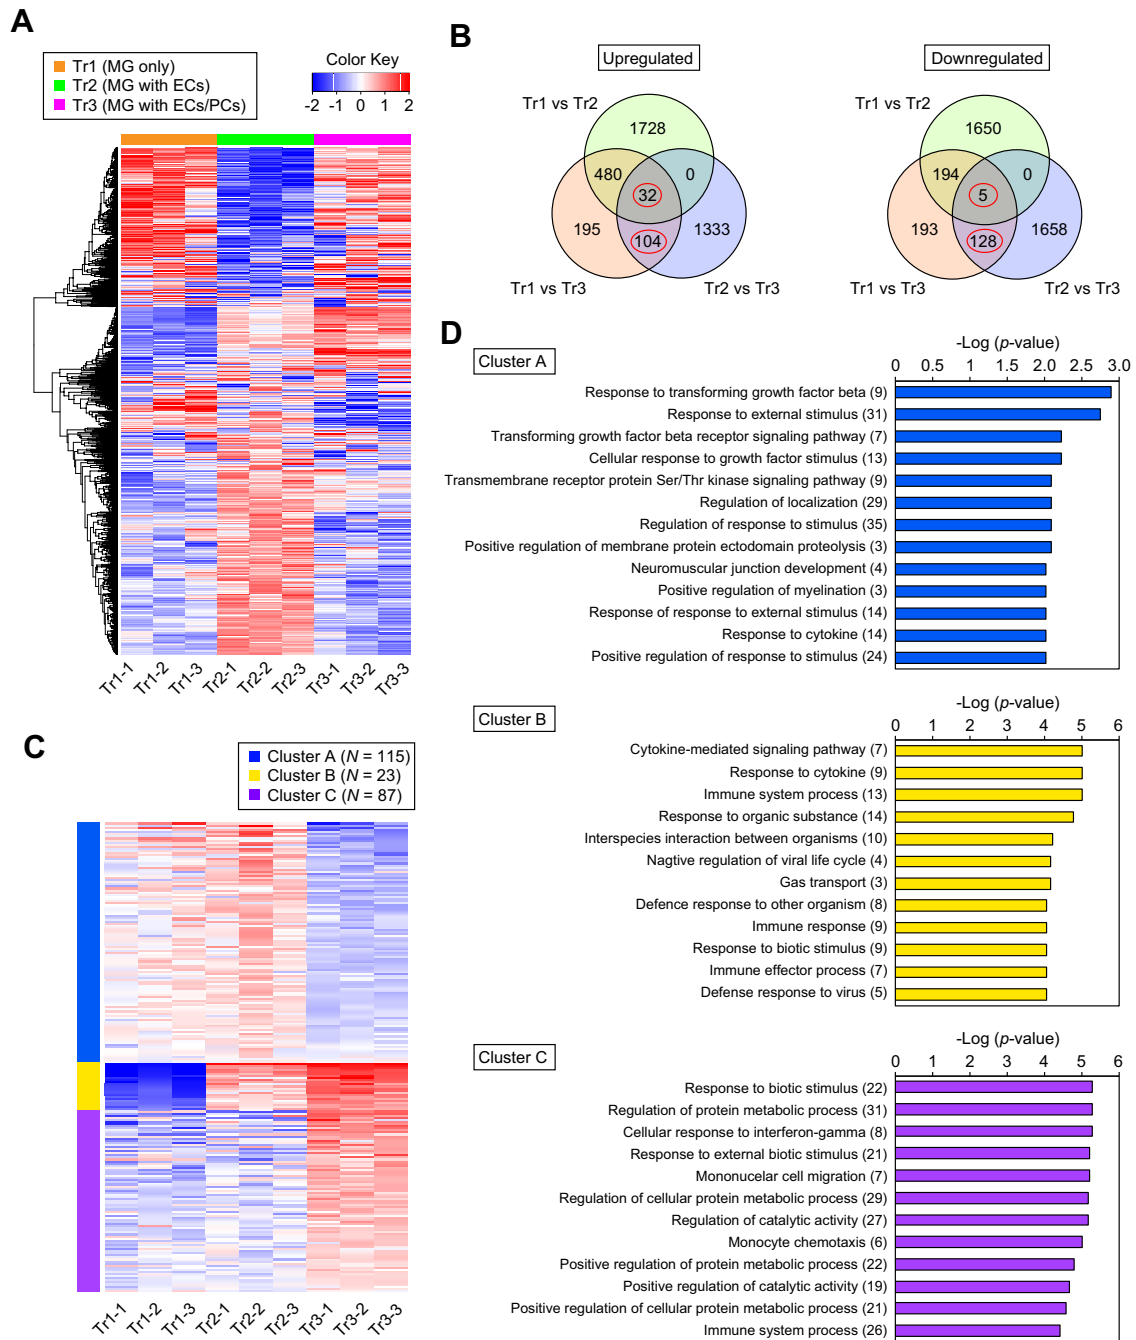 A
Tr1 (MG only)
Tr2 (MG with ECs)
Tr3 (MG with ECs/PCs)
Color Key
-2 -1 0 1 2
Tr1-1 Tr1-2 Tr1-3 Tr2-1 Tr2-2 Tr2-3 Tr3-1 Tr3-2 Tr3-3
B
Upregulated
Tr1 vs Tr2
1728
480
0
32
195
104
1333
Tr1 vs Tr3
Tr2 vs Tr3
Downregulated
Tr1 vs Tr2
1650
194
0
5
193
128
1658
Tr1 vs Tr3
Tr2 vs Tr3
C
Cluster A (N = 115)
Cluster B (N = 23)
Cluster C (N = 87)
Tr1-1 Tr1-2 Tr1-3 Tr2-1 Tr2-2 Tr2-3 Tr3-1 Tr3-2 Tr3-3
D
Cluster A
-Log (p-value)
0 0.5 1.0 1.5 2.0 2.5 3.0
Response to transforming growth factor beta (9)
Response to external stimulus (31)
Transforming growth factor beta receptor signaling pathway (7)
Cellular response to growth factor stimulus (13)
Transmembrane receptor protein Ser/Thr kinase signaling pathway (9)
Regulation of localization (29)
Regulation of response to stimulus (35)
Positive regulation of membrane protein ectodomain proteolysis (3)
Neuromuscular junction development (4)
Positive regulation of myelination (3)
Response of response to external stimulus (14)
Response to cytokine (14)
Positive regulation of response to stimulus (24)
Cluster B
-Log (p-value)
0 1 2 3 4 5 6
Cytokine-mediated signaling pathway (7)
Response to cytokine (9)
Immune system process (13)
Response to organic substance (14)
Interspecies interaction between organisms (10)
Nagtive regulation of viral life cycle (4)
Gas transport (3)
Defence response to other organism (8)
Immune response (9)
Response to biotic stimulus (9)
Immune effector process (7)
Defense response to virus (5)
Cluster C
-Log (p-value)
0 1 2 3 4 5 6
Response to biotic stimulus (22)
Regulation of protein metabolic process (31)
Cellular response to interferon-gamma (8)
Response to external biotic stimulus (21)
Mononucelar cell migration (7)
Regulation of cellular protein metabolic process (29)
Regulation of catalytic activity (27)
Monocyte chemotaxis (6)
Positive regulation of protein metabolic process (22)
Positive regulation of catalytic activity (19)
Positive regulation of cellular protein metabolic process (21)
Immune system process (26)